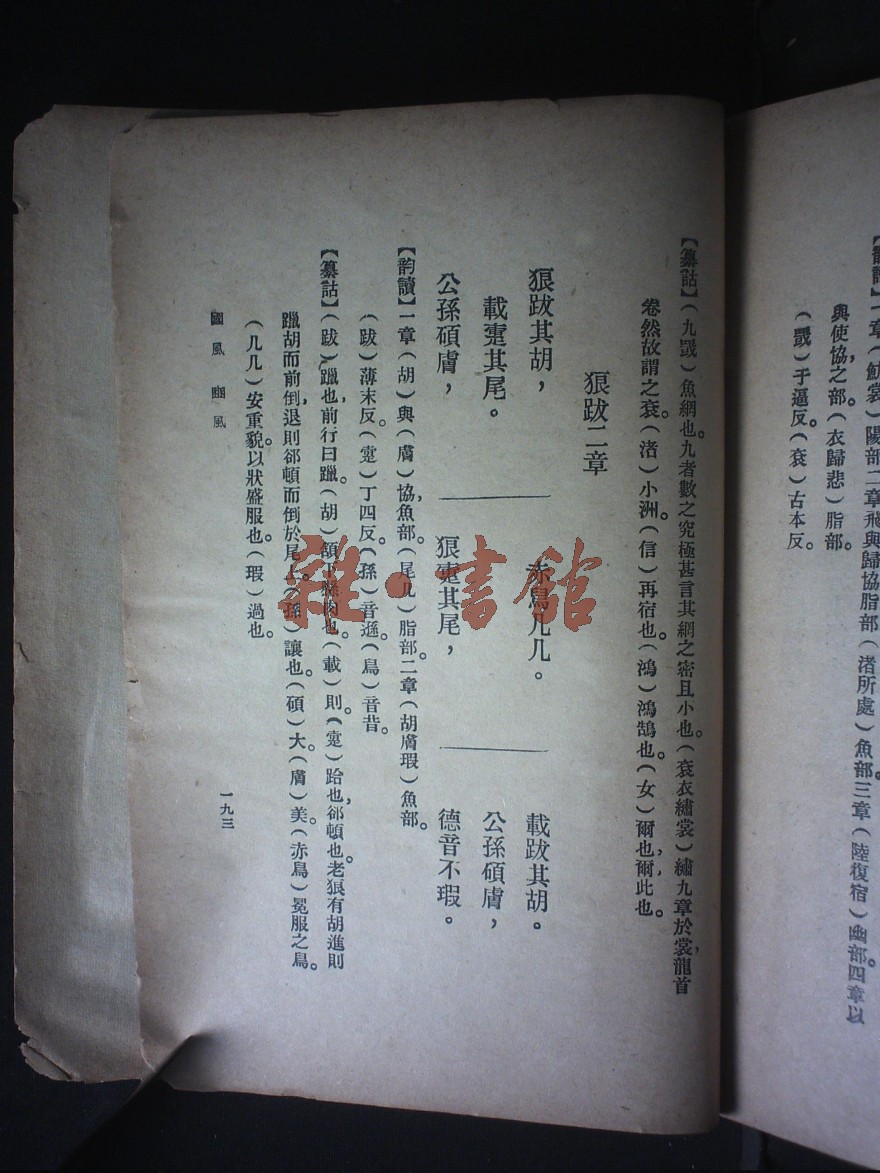 【韵讀】一章（魴裳）陽部二章飛與歸協脂部（渚所處）魚部。三章（陸復宿）幽部四章以
與使協，之部。（衣歸悲）脂部。
（罭）于逼反。（袞）古本反。
【纂詁】（九罭）魚網也。九者數之究極甚言其網之密且小也。（袞衣繡裳）繡九章於裳，龍首
卷然故謂之袞。（渚）小洲。（信）再宿也（鴻）鴻鵠也。（女）爾也，爾，此也。
狼跋二章
狼跋其胡，
載疐其尾。
公孫碩膚，
赤舄几几。
狼疐其尾，
載跋其胡。
公孫碩膚，
德音不瑕。
【韵讀】一章（胡）與（膚）協，魚部。（尾几）脂部。二章（胡膚瑕）魚部。
（跋）薄末反。（疐）丁四反。（孫）音遜。（舄）音昔。
【纂詁】（跋）躐也，前行曰躐。（胡）頷下懸肉也。（載）則。（疐）跲也，郤頓也。老狼有胡進則
躐胡而前倒，退則郤頓而倒於尾上。（孫）讓也（碩）大。（膚）美。（赤舄）冕服之舄。
（几几）安重貌。以狀盛服也。（瑕）過也。
國風 豳風
一九三
雜·書館